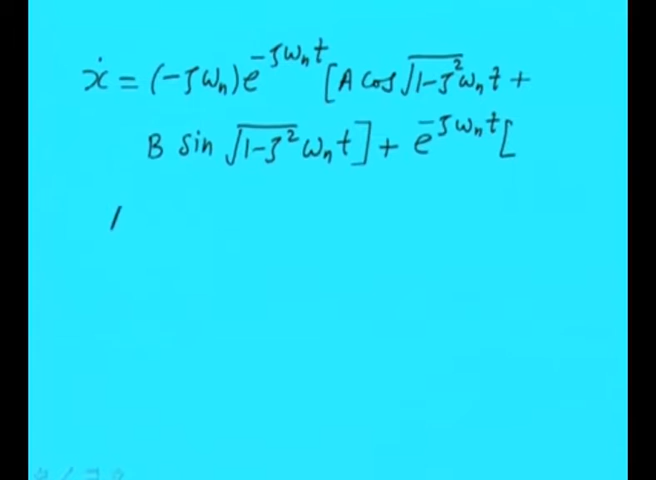 ẋ = (-ζωₙ)e^{-ζωₙt} [A cos √(1-ζ²) ωₙt +
B sin √(1-ζ²) ωₙt] + e^{-ζωₙt} [